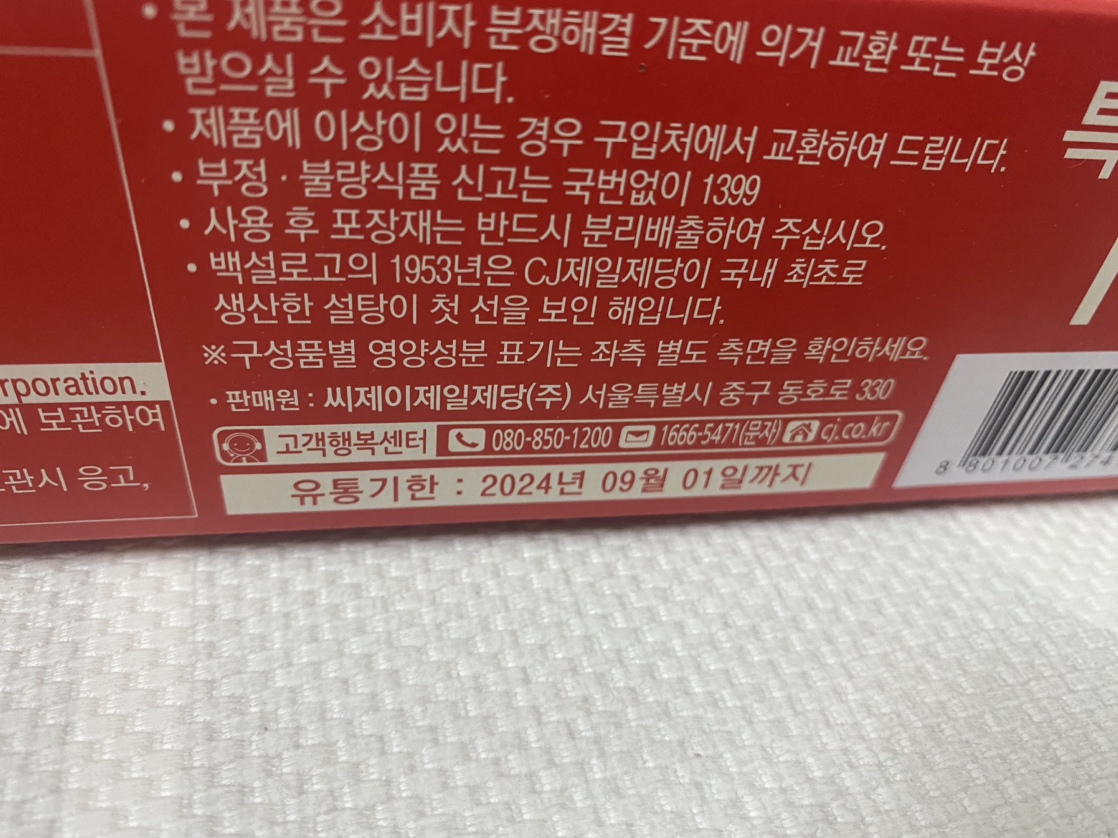 • 본 제품은 소비자 분쟁해결 기준에 의거 교환 또는 보상
받으실 수 있습니다.
• 제품에 이상이 있는 경우 구입처에서 교환하여 드립니다.
• 부정·불량식품 신고는 국번없이 1399
• 사용 후 포장재는 반드시 분리배출하여 주십시오.
• 백설로고의 1953년은 CJ제일제당이 국내 최초로
생산한 설탕이 첫 선을 보인 해입니다.
※구성품별 영양성분 표기는 좌측 별도 측면을 확인하세요.
• 판매원 : 씨제이제일제당(주) 서울특별시 중구 동호로 330
고객행복센터 080-850-1200 1666-5471(문자) cj.co.kr
유통기한 : 2024년 09월 01일까지
rporation.
에 보관하여
관시 응고,
특
8 801007 274